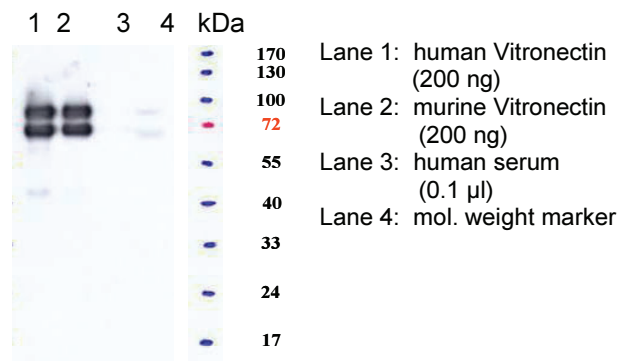 1 2 3 4 kDa
170
130
100
72
55
40
33
24
17
Lane 1: human Vitronectin
(200 ng)
Lane 2: murine Vitronectin
(200 ng)
Lane 3: human serum
(0.1 µl)
Lane 4: mol. weight marker